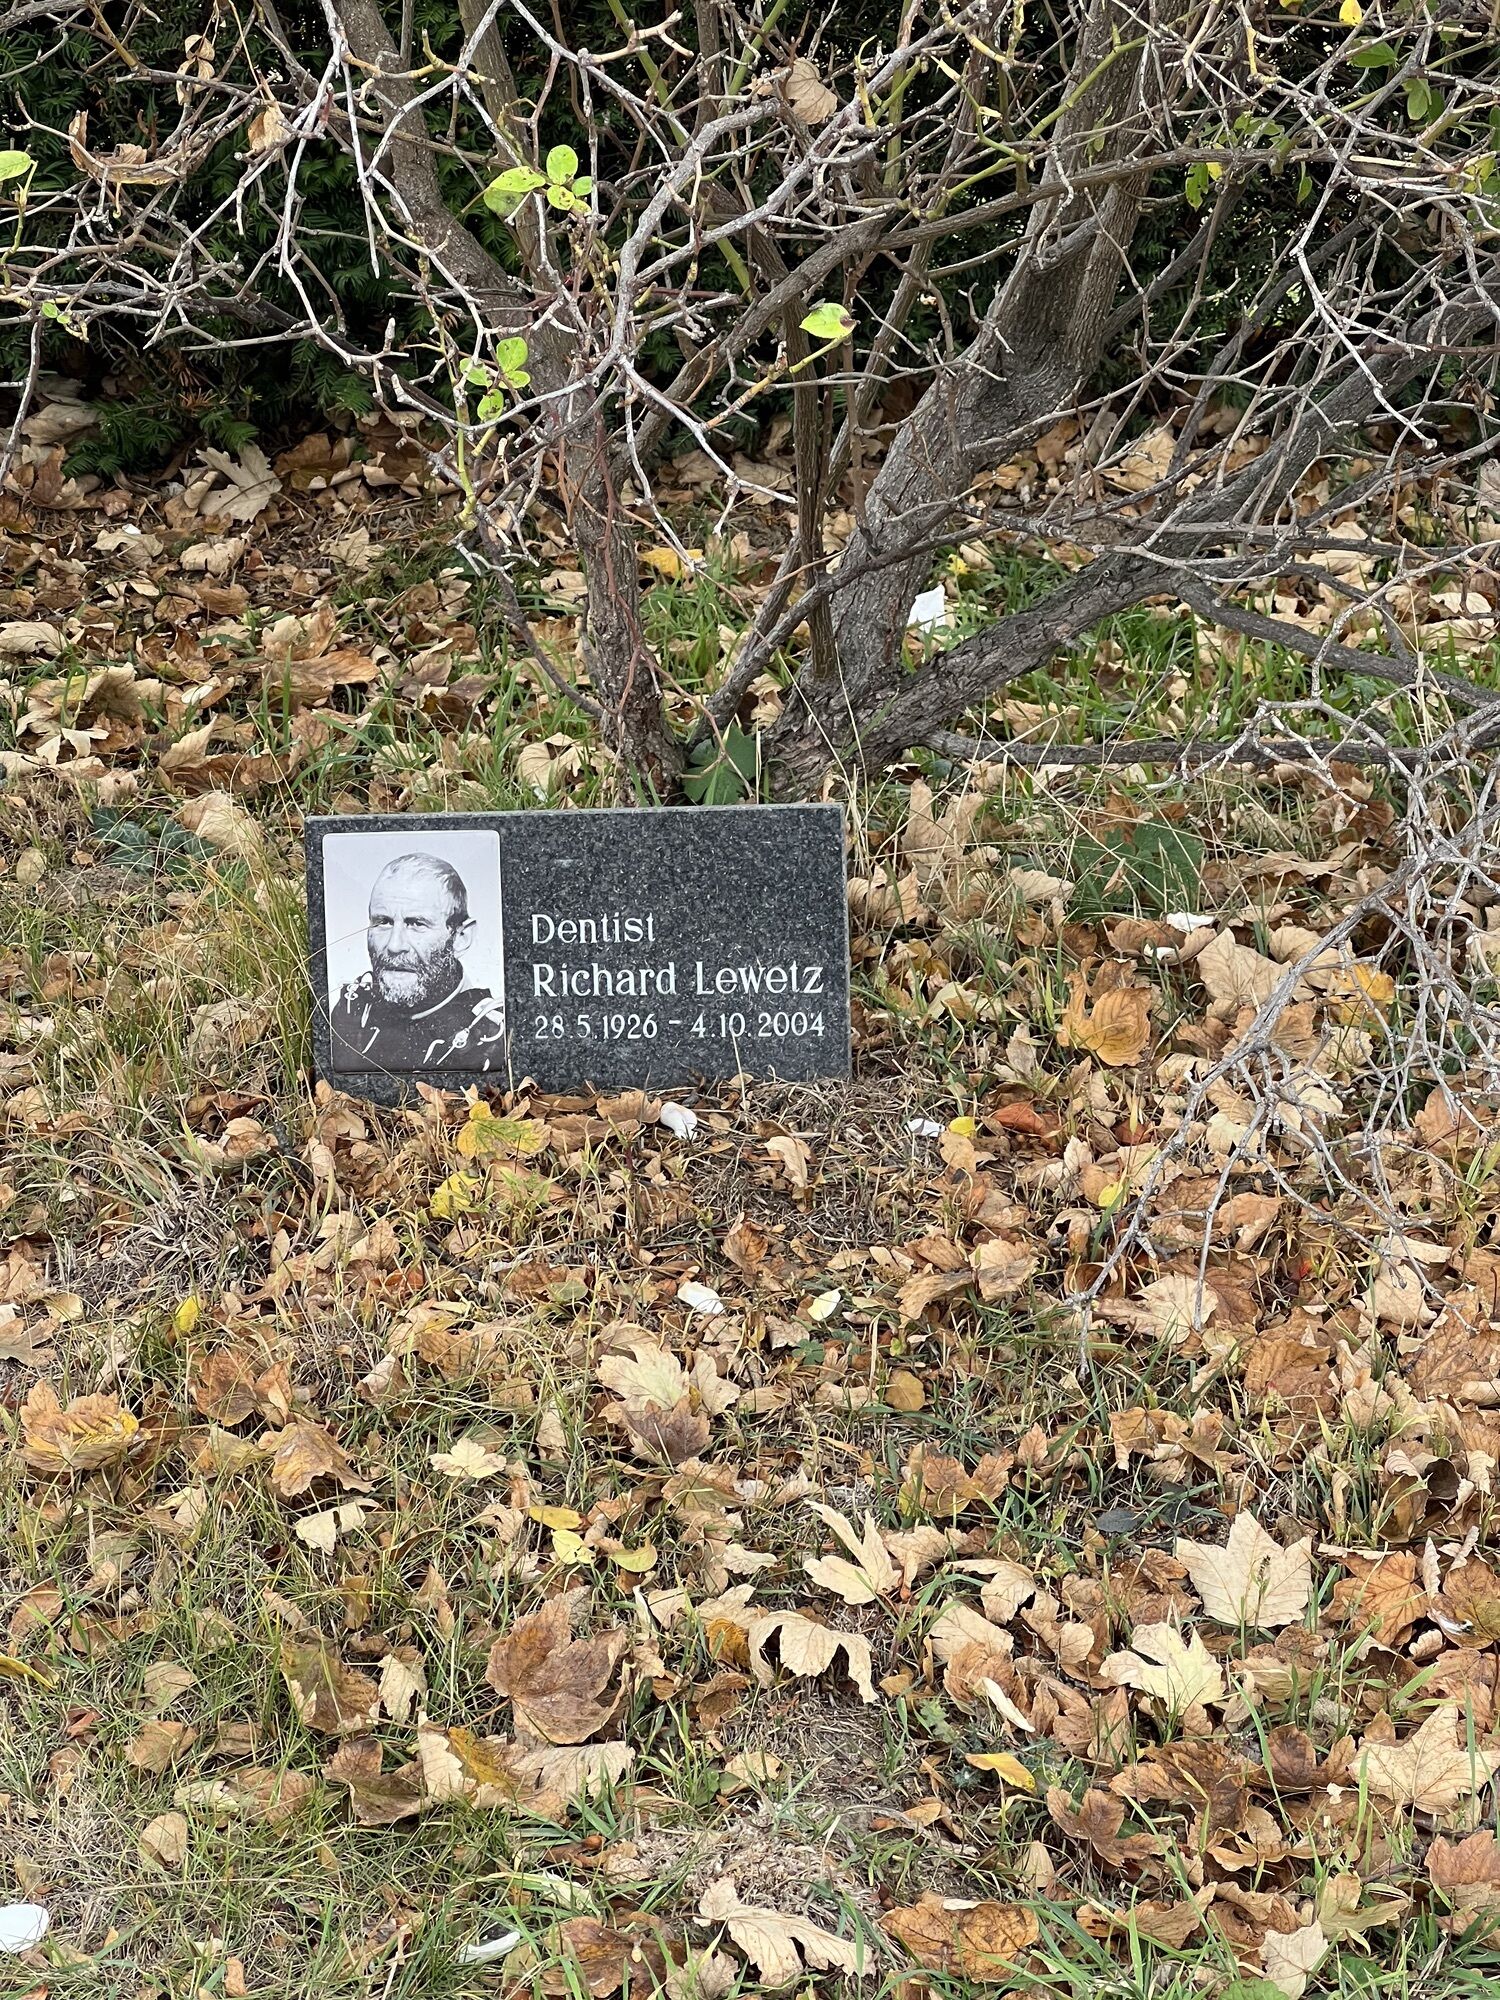 Dentist
Richard Lewetz
28.5.1926 - 4.10.2004